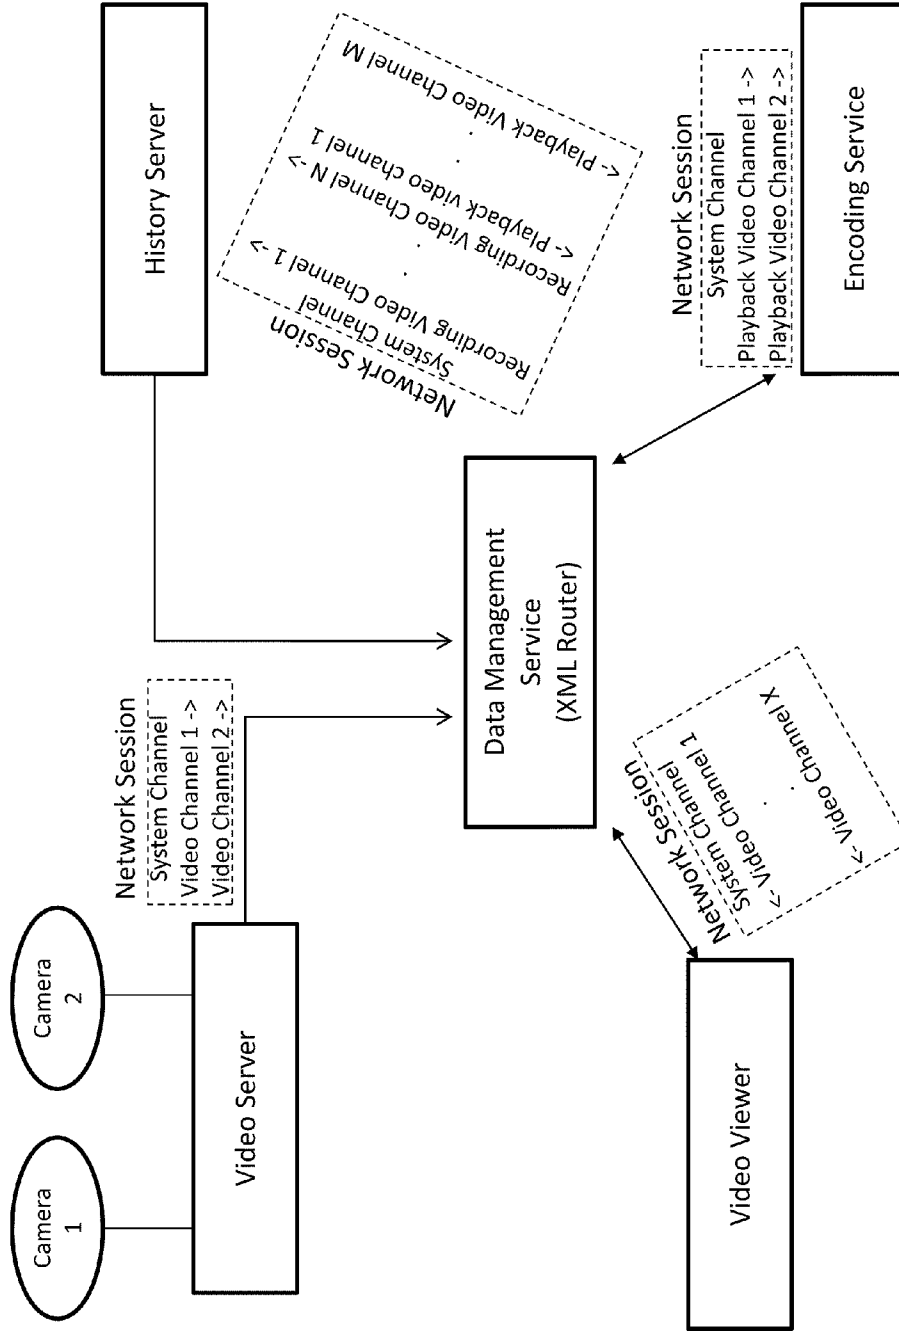 Camera
1
Camera
2
Video Server
Network Session
System Channel
Video Channel 1 ->
Video Channel 2 ->
History Server
Network Session
System Channel
Recording Video Channel 1 ->
.
.
Recording Video Channel N ->
<- Playback video channel 1
.
.
<- Playback Video Channel M
Data Management
Service
(XML Router)
Video Viewer
Network Session
System Channel
<- Video Channel 1
.
.
<- Video Channel X
Network Session
System Channel
Playback Video Channel 1 ->
Playback Video Channel 2 ->
Encoding Service